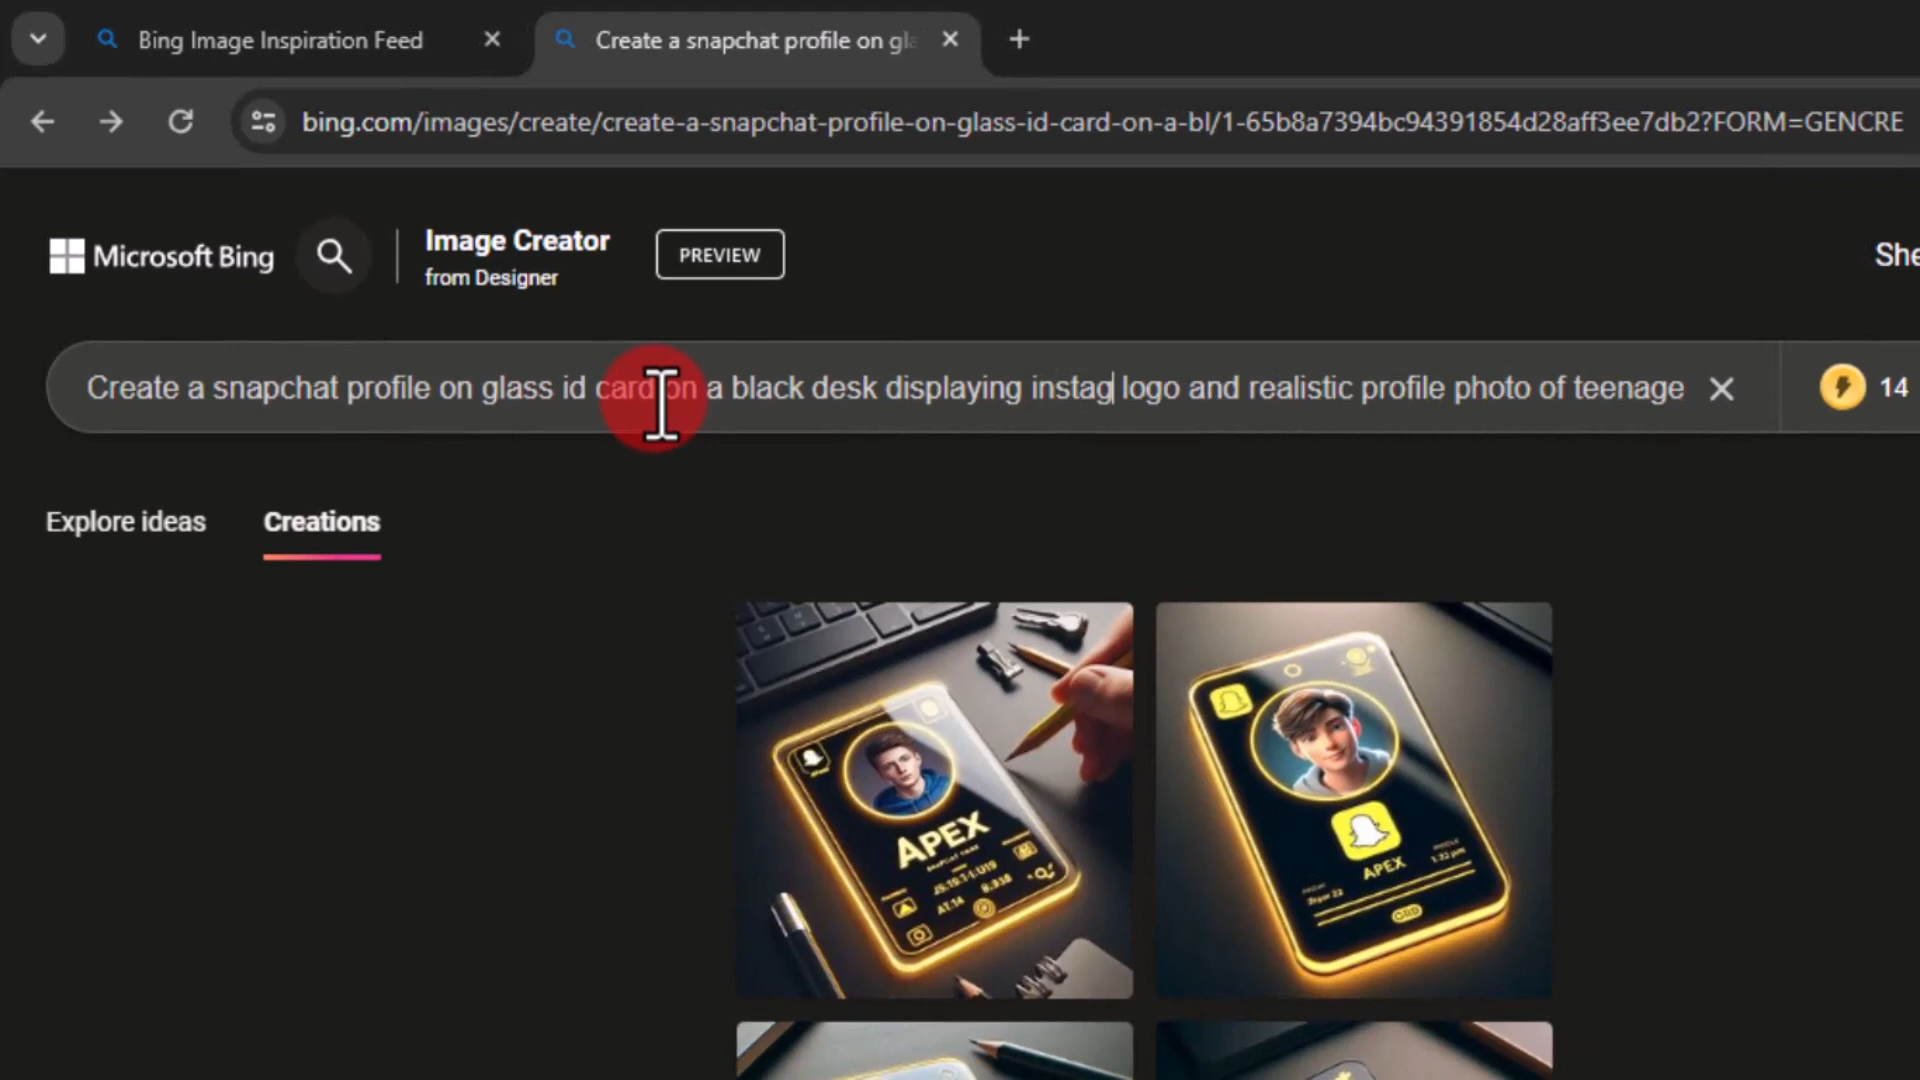 Bing Image Inspiration Feed
Create a snapchat profile on gla
bing.com/images/create/create-a-snapchat-profile-on-glass-id-card-on-a-bl/1-65b8a7394bc94391854d28aff3ee7db2?FORM=GENCRE
Microsoft Bing
Image Creator
from Designer
PREVIEW
She
Create a snapchat profile on glass id card on a black desk displaying instag logo and realistic profile photo of teenage
14
Explore ideas
Creations
APEX
APEX